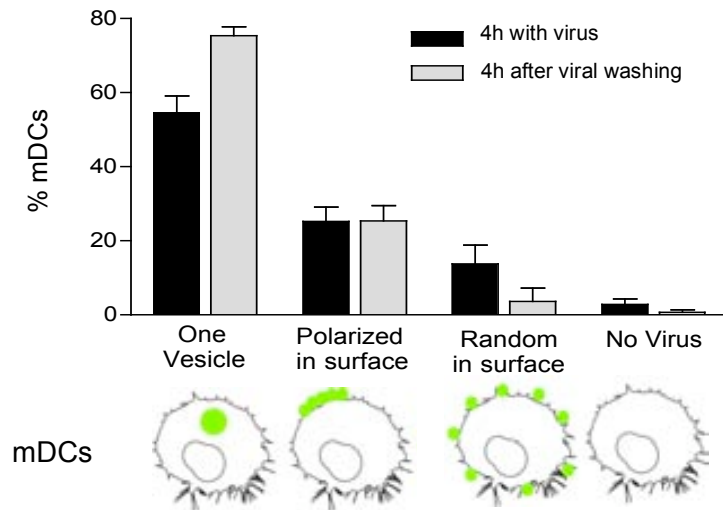 80
60
40
20
0
% mDCs
4h with virus
4h after viral washing
One
Vesicle
Polarized
in surface
Random
in surface
No Virus
mDCs